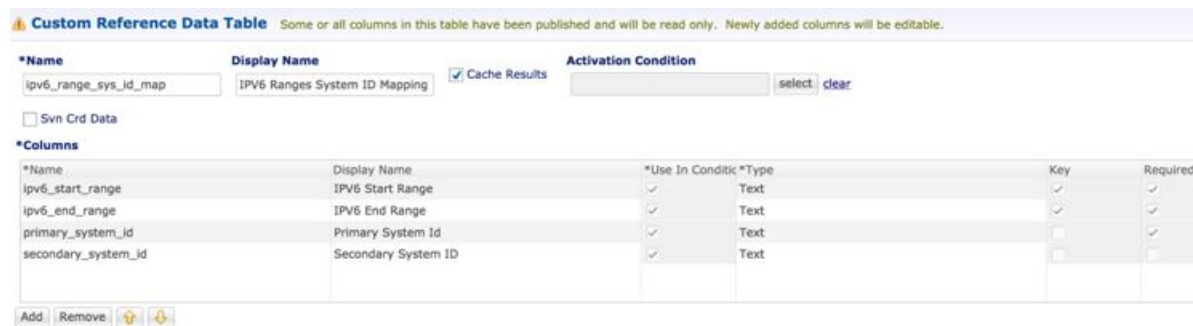 Custom Reference Data Table Some or all columns in this table have been published and will be read only. Newly added columns will be editable.
*Name Display Name Cache Results Activation Condition
ipv6_range_sys_id_map IPV6 Ranges System ID Mapping select clear
Syn Crd Data
*Columns
*Name Display Name *Use In Conditic *Type Key Required
ipv6_start_range IPV6 Start Range Text
ipv6_end_range IPV6 End Range Text
primary_system_id Primary System Id Text
secondary_system_id Secondary System ID Text
Add Remove